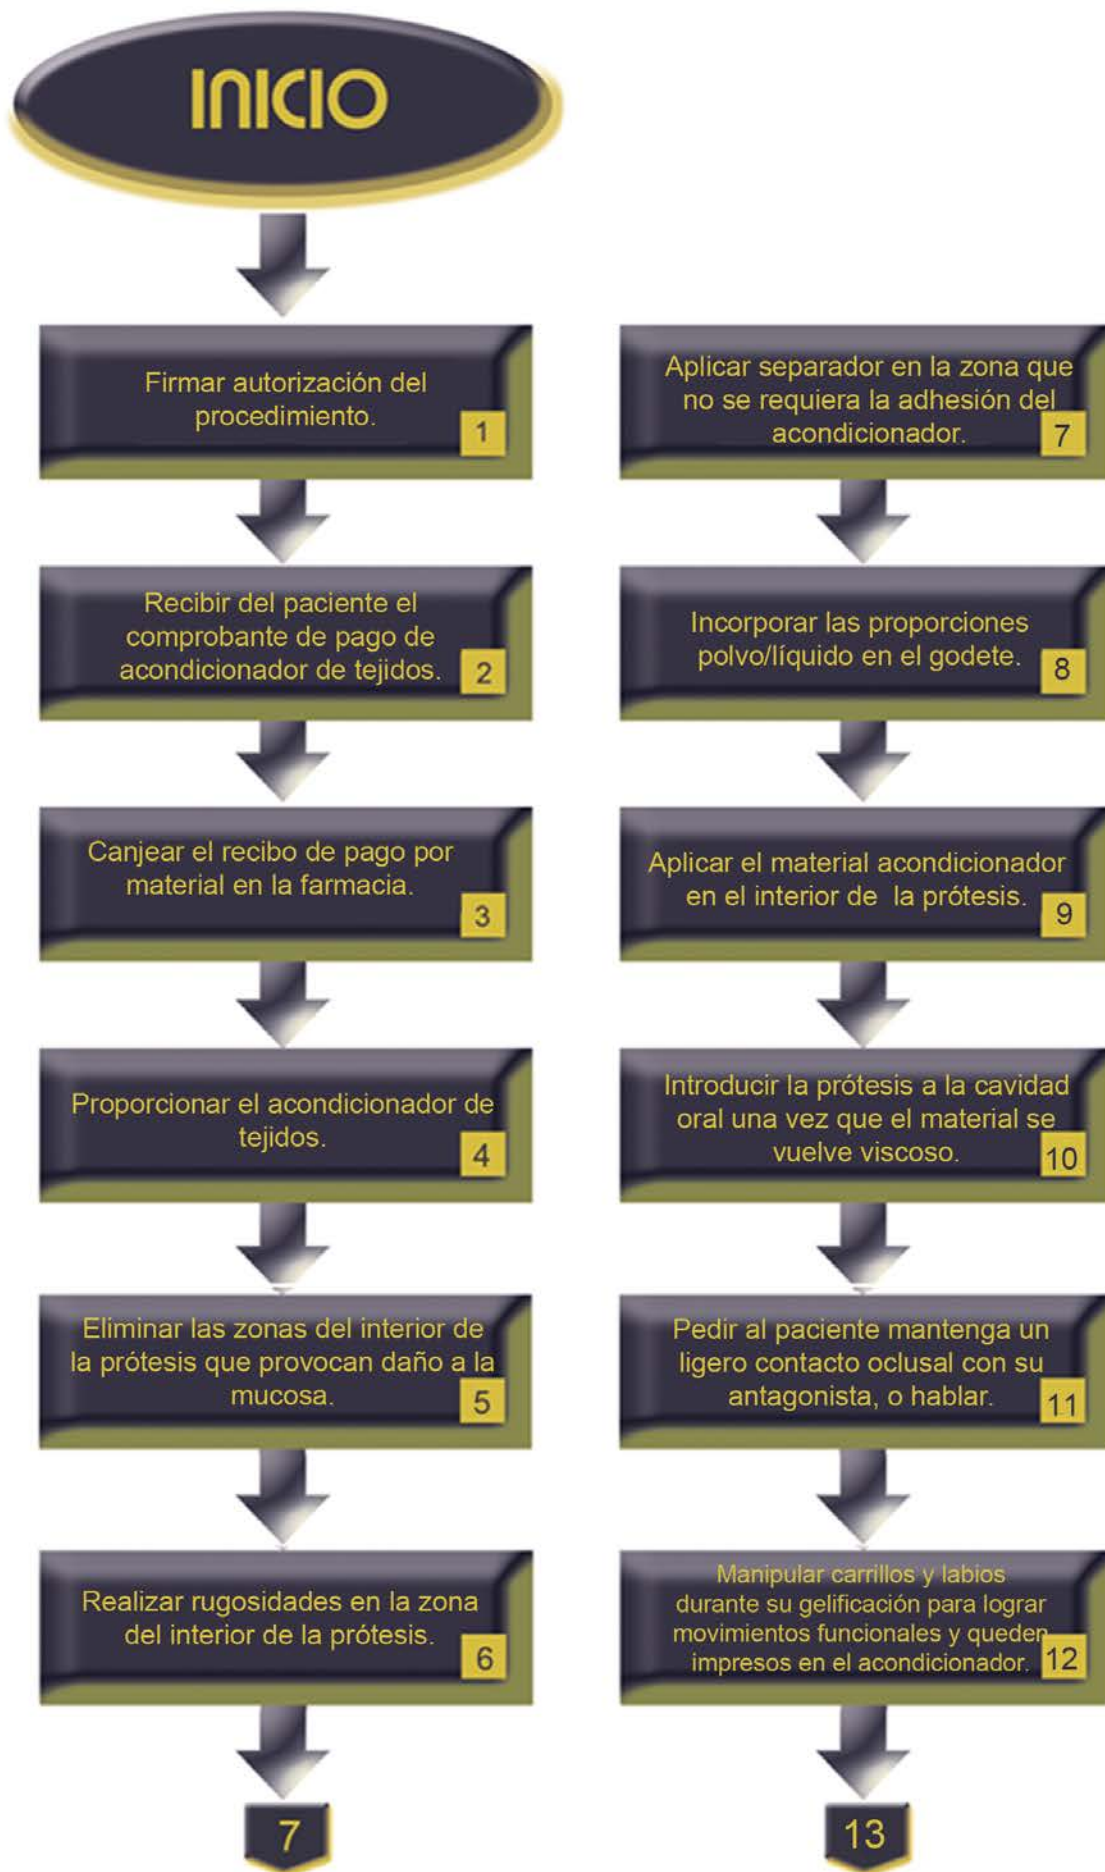 INICIO
Firmar autorización del
procedimiento.
1
Recibir del paciente el
comprobante de pago de
acondicionador de tejidos.
2
Canjear el recibo de pago por
material en la farmacia.
3
Proporcionar el acondicionador de
tejidos.
4
Eliminar las zonas del interior de
la prótesis que provocan daño a la
mucosa.
5
Realizar rugosidades en la zona
del interior de la prótesis.
6
7
Aplicar separador en la zona que
no se requiera la adhesión del
acondicionador.
7
Incorporar las proporciones
polvo/líquido en el godete.
8
Aplicar el material acondicionador
en el interior de la prótesis.
9
Introducir la prótesis a la cavidad
oral una vez que el material se
vuelve viscoso.
10
Pedir al paciente mantenga un
ligero contacto oclusal con su
antagonista, o hablar.
11
Manipular carrillos y labios
durante su gelificación para lograr
movimientos funcionales y queden
impresos en el acondicionador.
12
13